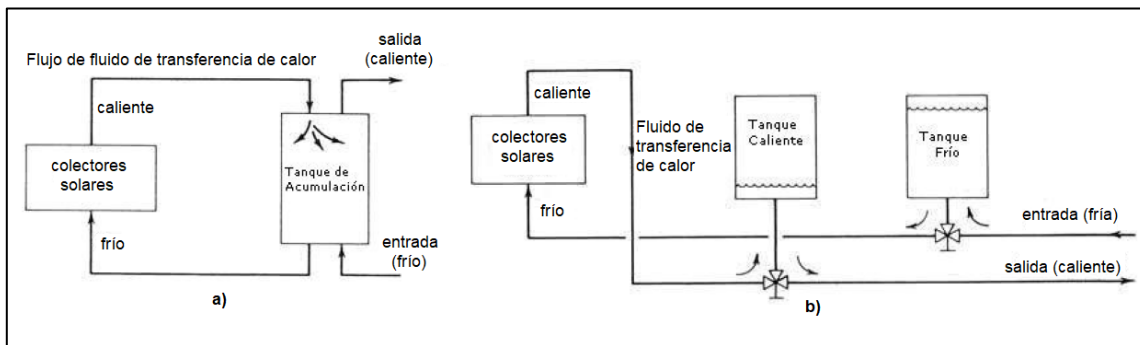 Flujo de fluido de transferencia de calor
salida
(caliente)
caliente
colectores
solares
Tanque de
Acumulación
frío
entrada
(frío)
a)
caliente
colectores
solares
Fluido de
transferencia
de calor
frío
Tanque
Caliente
Tanque
Frío
entrada (fría)
salida (caliente)
b)